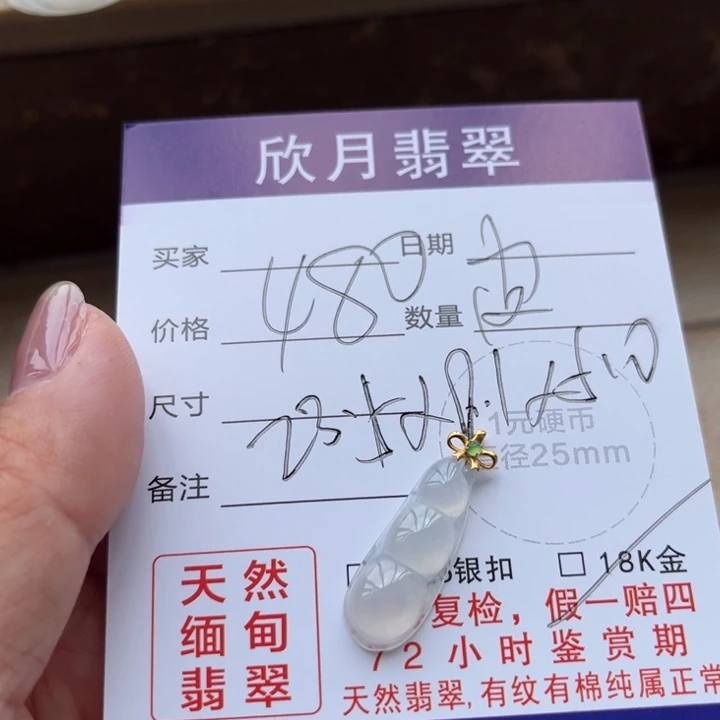 欣月翡翠
买家 日期
价格 480 数量
尺寸
1元硬币
径25mm
备注
银扣 □ 18K金
天然
缅甸
翡翠
复检，假一赔四
72小时鉴赏期
天然翡翠，有纹有棉纯属正常